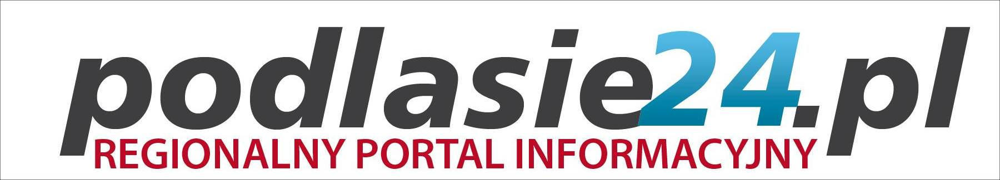 podlasie24.pl
REGIONALNY PORTAL INFORMACYJNY